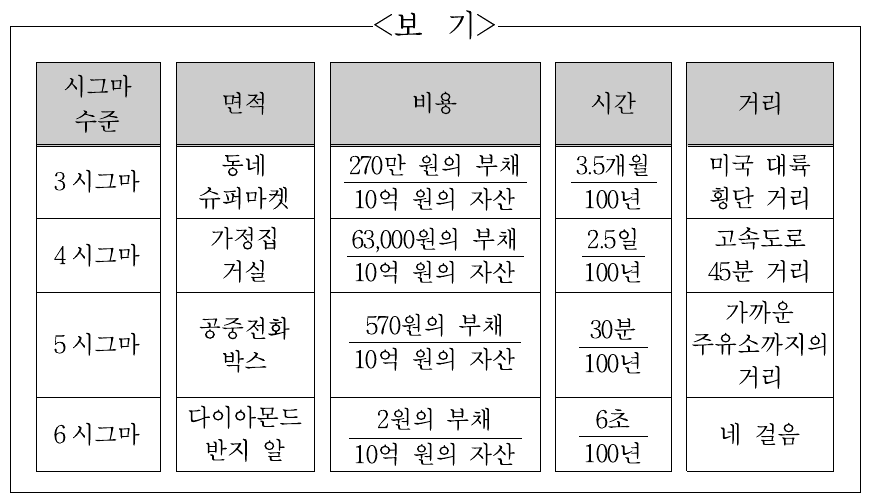 <보 기>
시그마 수준 면적 비용 시간 거리
3 시그마 동네 슈퍼마켓 270만 원의 부채 / 10억 원의 자산 3.5개월 / 100년 미국 대륙 횡단 거리
4 시그마 가정집 거실 63,000원의 부채 / 10억 원의 자산 2.5일 / 100년 고속도로 45분 거리
5 시그마 공중전화 박스 570원의 부채 / 10억 원의 자산 30분 / 100년 가까운 주유소까지의 거리
6 시그마 다이아몬드 반지 알 2원의 부채 / 10억 원의 자산 6초 / 100년 네 걸음